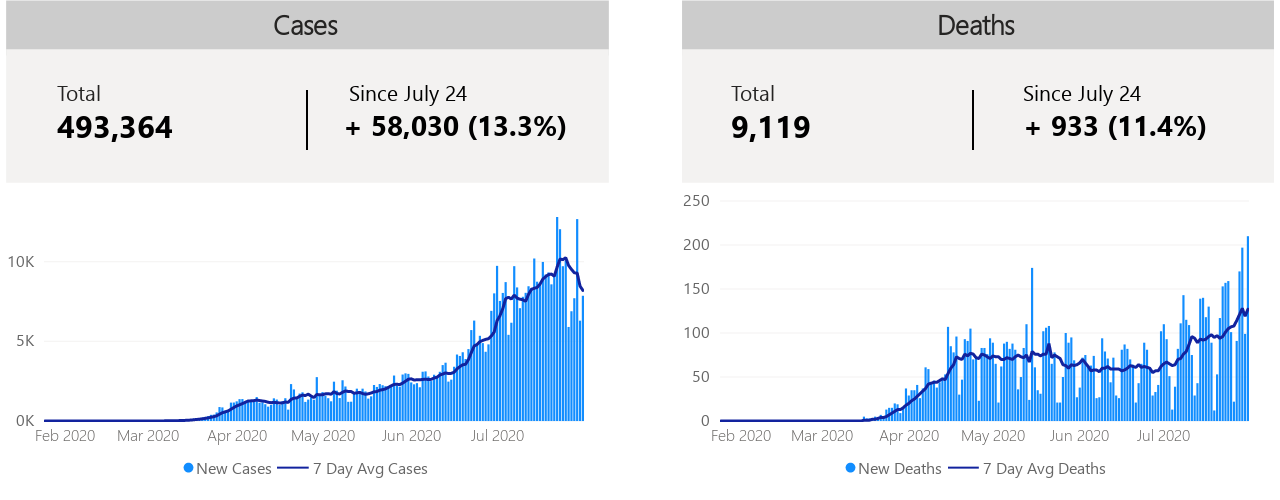 Cases
Total
493,364
Since July 24
+ 58,030 (13.3%)
10K
5K
0K
Feb 2020 Mar 2020 Apr 2020 May 2020 Jun 2020 Jul 2020
New Cases 7 Day Avg Cases
Deaths
Total
9,119
Since July 24
+ 933 (11.4%)
250
200
150
100
50
0
Feb 2020 Mar 2020 Apr 2020 May 2020 Jun 2020 Jul 2020
New Deaths 7 Day Avg Deaths